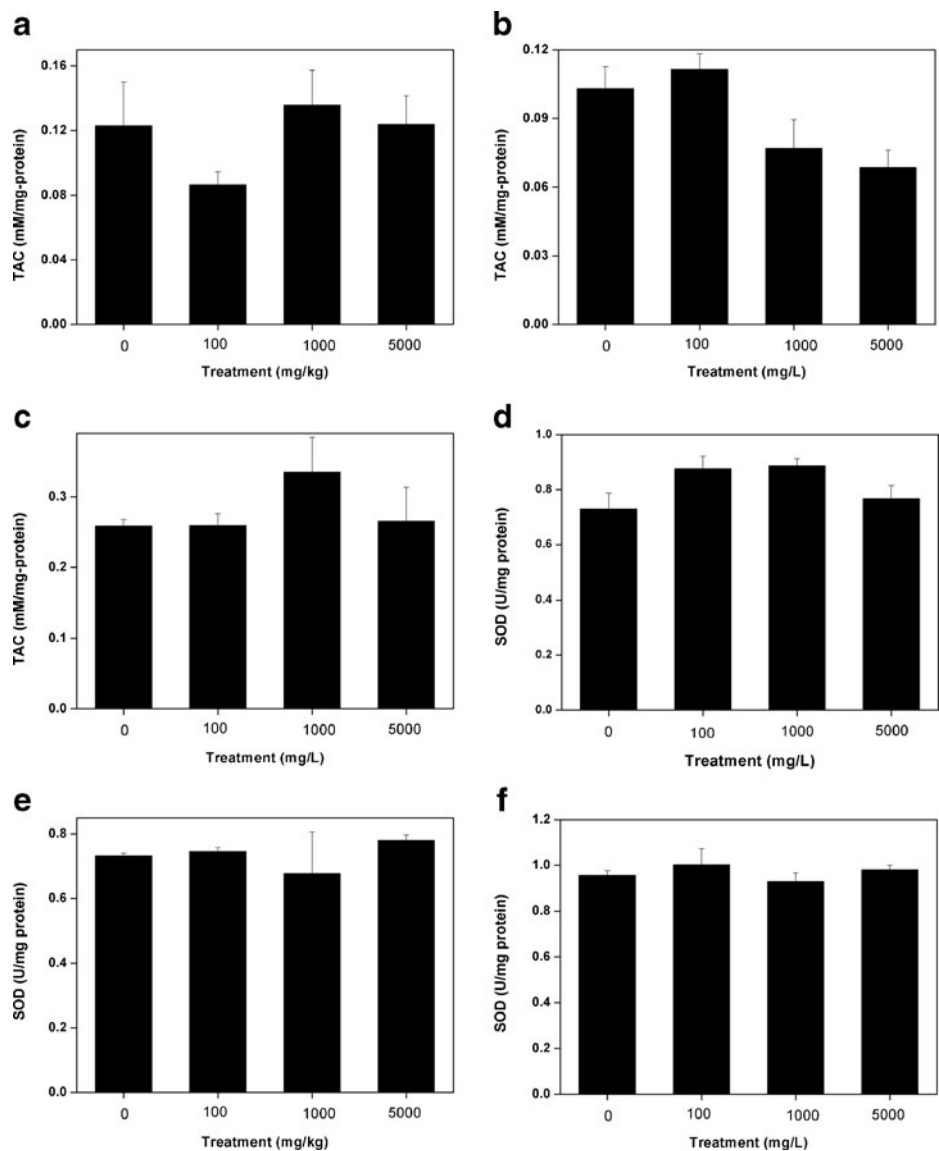 a
TAC (mM/mg-protein)
0.16
0.12
0.08
0.04
0.00
0 100 1000 5000
Treatment (mg/kg)
b
TAC (mM/mg-protein)
0.12
0.09
0.06
0.03
0.00
0 100 1000 5000
Treatment (mg/L)
c
TAC (mM/mg-protein)
0.3
0.2
0.1
0.0
0 100 1000 5000
Treatment (mg/L)
d
SOD (U/mg protein)
1.0
0.8
0.6
0.4
0.2
0.0
0 100 1000 5000
Treatment (mg/L)
e
SOD (U/mg protein)
0.8
0.6
0.4
0.2
0.0
0 100 1000 5000
Treatment (mg/kg)
f
SOD (U/mg protein)
1.2
1.0
0.8
0.6
0.4
0.2
0.0
0 100 1000 5000
Treatment (mg/L)